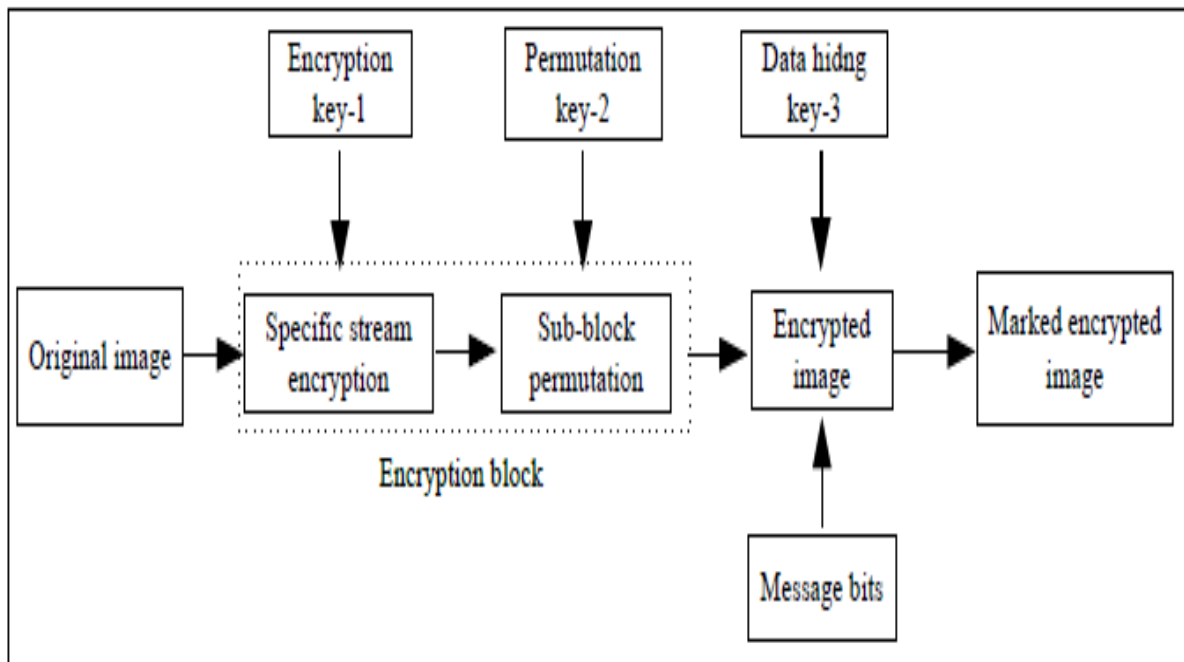 Encryption
key-1
Permutation
key-2
Data hidng
key-3
Original image
Specific stream
encryption
Sub-block
permutation
Encrypted
image
Marked encrypted
image
Encryption block
Message bits